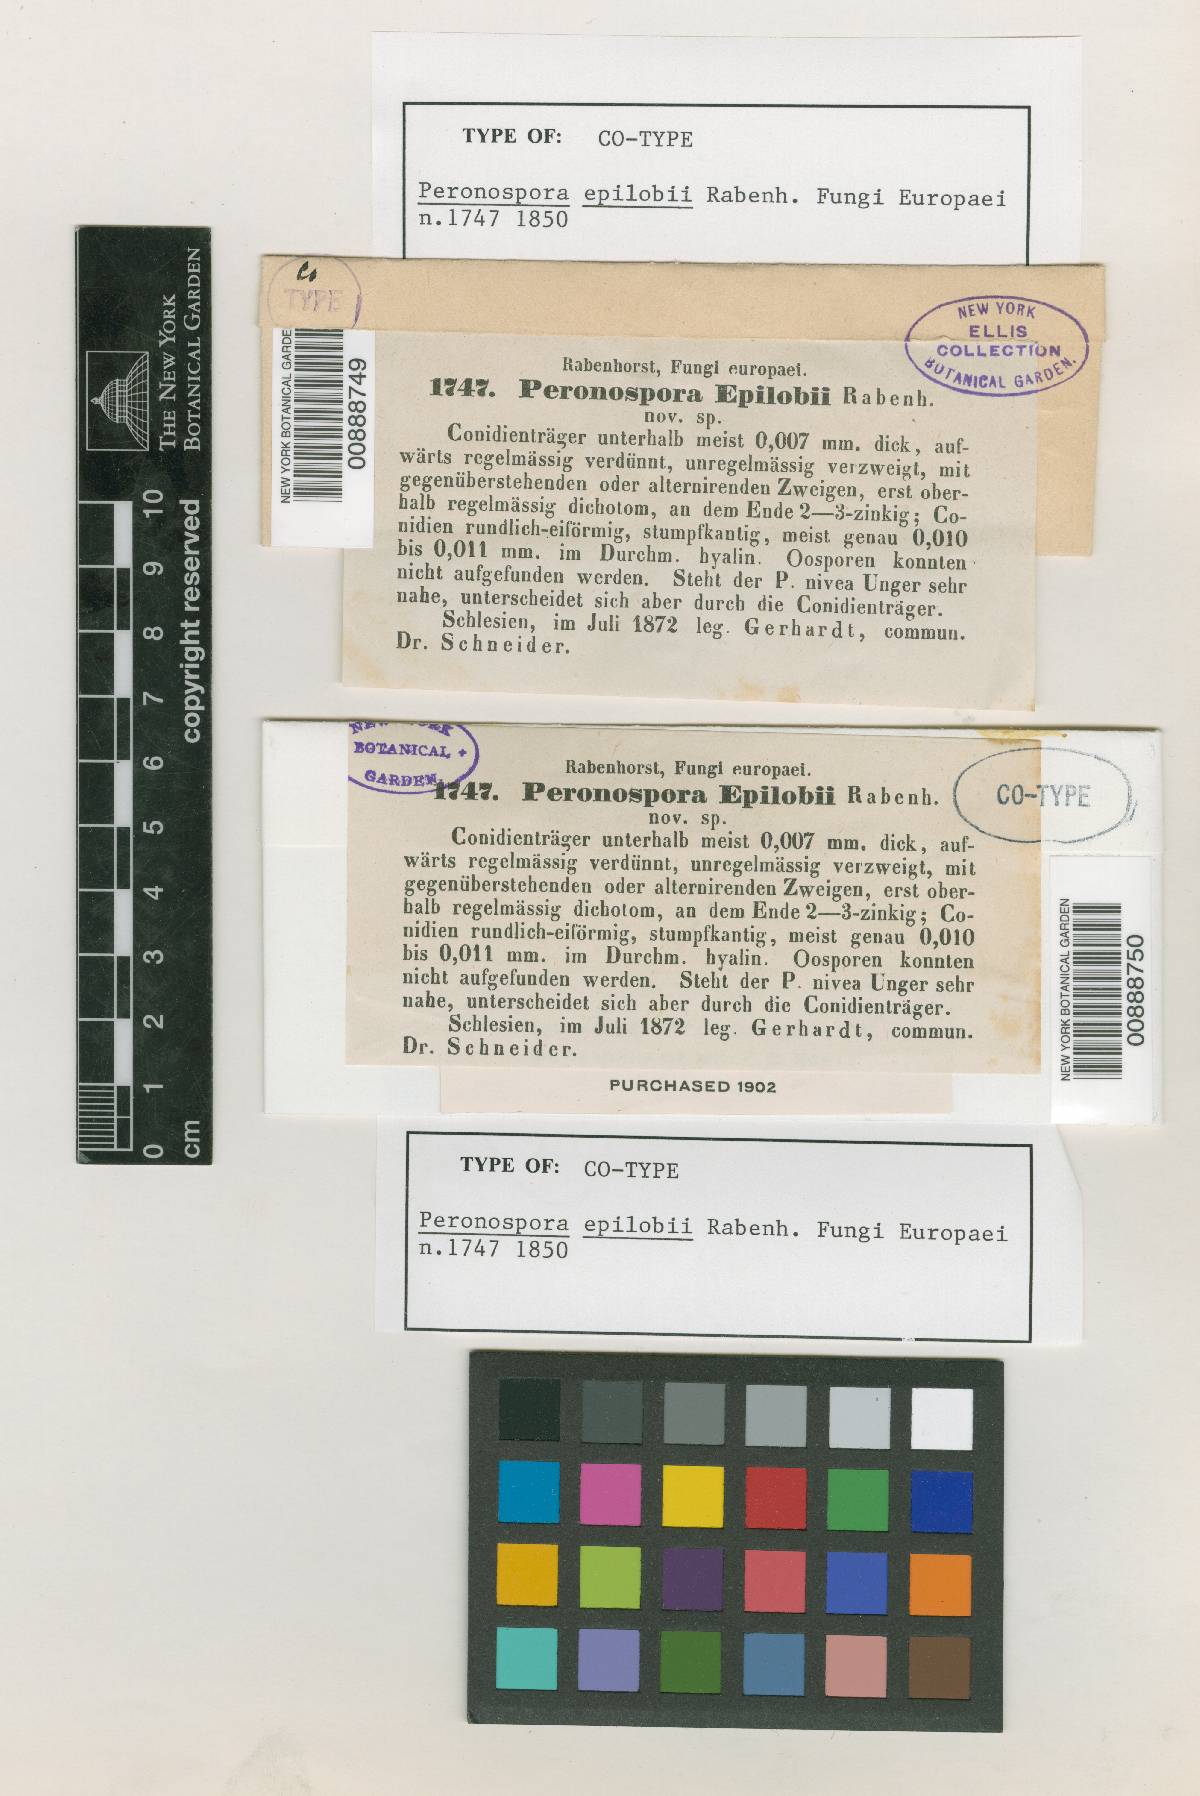 TYPE OF: CO-TYPE
Peronospora epilobii Rabenh. Fungi Europaei
n.1747 1850
Co
TYPE
NEW YORK
ELLIS
COLLECTION
BOTANICAL GARDEN.
NEW YORK BOTANICAL GARDE
00888749
Rabenhorst, Fungi europaei.
1747. Peronospora Epilobii Rabenh.
nov. sp.
Conidienträger unterhalb meist 0,007 mm. dick, auf-
wärts regelmässig verdünnt, unregelmässig verzweigt, mit
gegenüberstehenden oder alternirenden Zweigen, erst ober-
halb regelmässig dichotom, an dem Ende 2—3-zinkig; Co-
nidien rundlich-eiförmig, stumpfkantig, meist genau 0,010
bis 0,011 mm. im Durchm. hyalin. Oosporen konnten
nicht aufgefunden werden. Steht der P. nivea Unger sehr
nahe, unterscheidet sich aber durch die Conidienträger.
Schlesien, im Juli 1872 leg. Gerhardt, commun.
Dr. Schneider.
NEW YORK
BOTANICAL
GARDEN.
CO-TYPE
Rabenhorst, Fungi europaei.
1747. Peronospora Epilobii Rabenh.
nov. sp.
Conidienträger unterhalb meist 0,007 mm. dick, auf-
wärts regelmässig verdünnt, unregelmässig verzweigt, mit
gegenüberstehenden oder alternirenden Zweigen, erst ober-
halb regelmässig dichotom, an dem Ende 2—3-zinkig; Co-
nidien rundlich-eiförmig, stumpfkantig, meist genau 0,010
bis 0,011 mm. im Durchm. hyalin. Oosporen konnten
nicht aufgefunden werden. Steht der P. nivea Unger sehr
nahe, unterscheidet sich aber durch die Conidienträger.
Schlesien, im Juli 1872 leg. Gerhardt, commun.
Dr. Schneider.
NEW YORK BOTANICAL GARDEN
00888750
PURCHASED 1902
TYPE OF: CO-TYPE
Peronospora epilobii Rabenh. Fungi Europaei
n.1747 1850
THE NEW YORK
BOTANICAL GARDEN
copyright reserved
0 1 2 3 4 5 6 7 8 9 10
cm